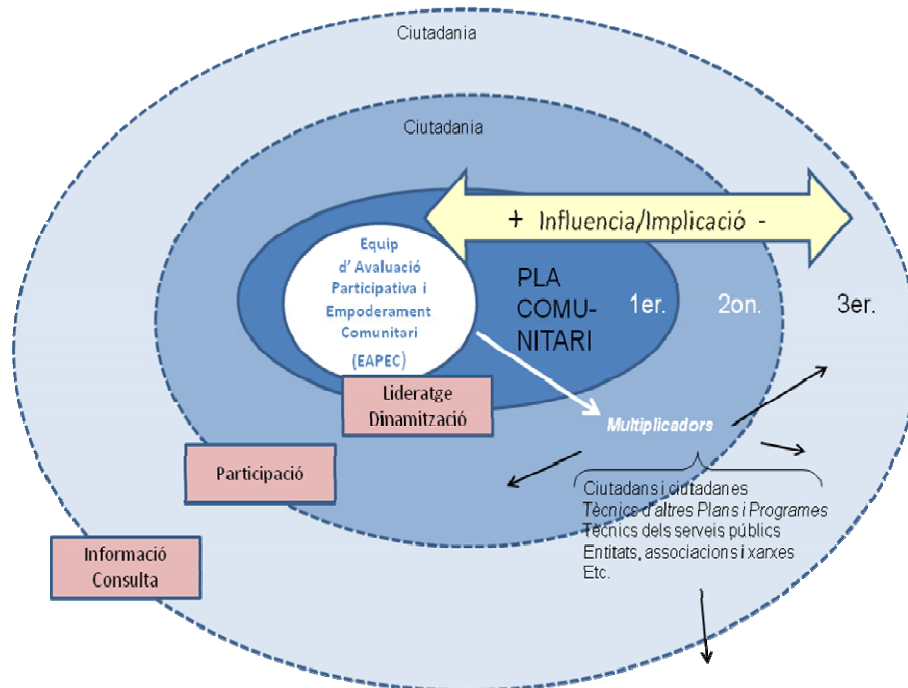 Ciutadania
Ciutadania
+ Influencia/Implicació -
Equip
d' Avaluació
Participativa i
Empoderament
Comunitari
(EAPEC)
PLA
COMU-
NITARI
1er. 2on. 3er.
Lideratge
Dinamització
Multiplicadors
Participació
Ciutadans i ciutadanes
Tècnics d'altres Plans i Programes
Tècnics dels serveis públics
Entitats, associacions i xarxes
Etc.
Informació
Consulta